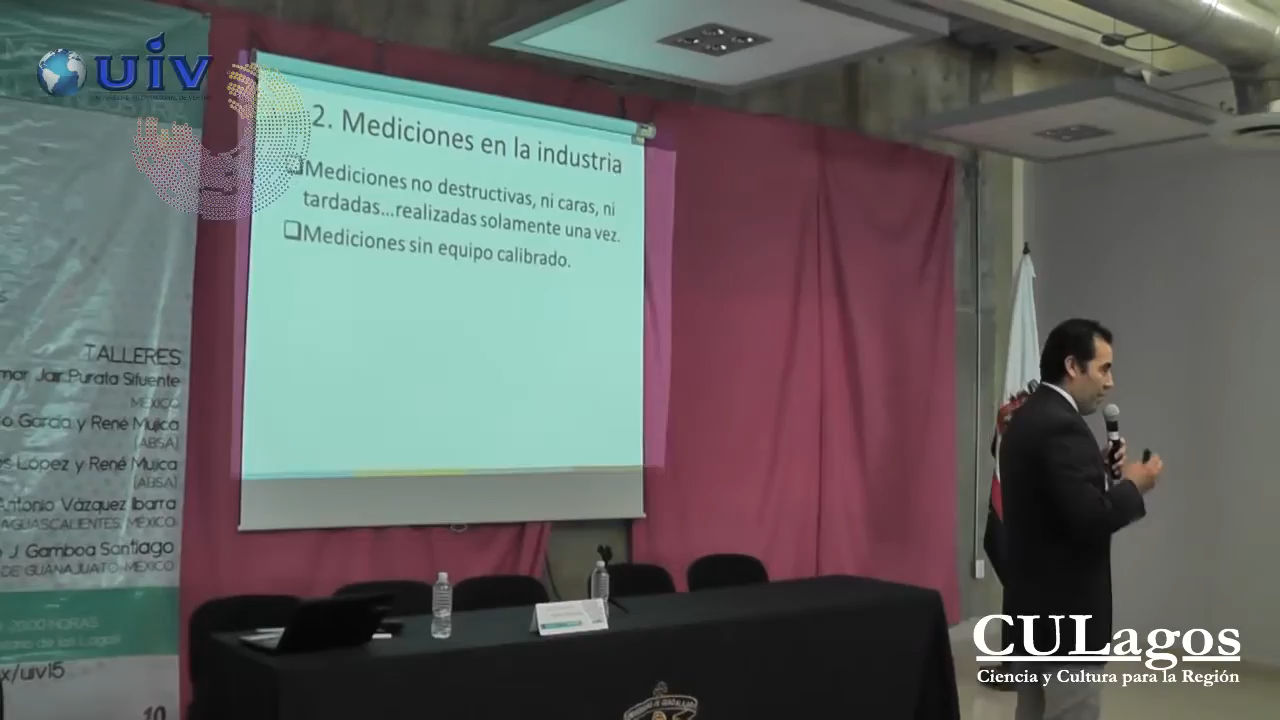 UIV
2. Mediciones en la industria
❑Mediciones no destructivas, ni caras, ni
tardadas...realizadas solamente una vez.
❑Mediciones sin equipo calibrado.
TALLERES
Jair Purata Sifuente
MÉXICO
García y René Mujica
(ABSA)
López y René Mujica
(ABSA)
Antonio Vázquez Ibarra
AGUASCALIENTES, MÉXICO
J. Gamboa Santiago
DE GUANAJUATO, MÉXICO
20:00 HORAS
de los Lagos
x/uiv15
10
CULagos
Ciencia y Cultura para la Región